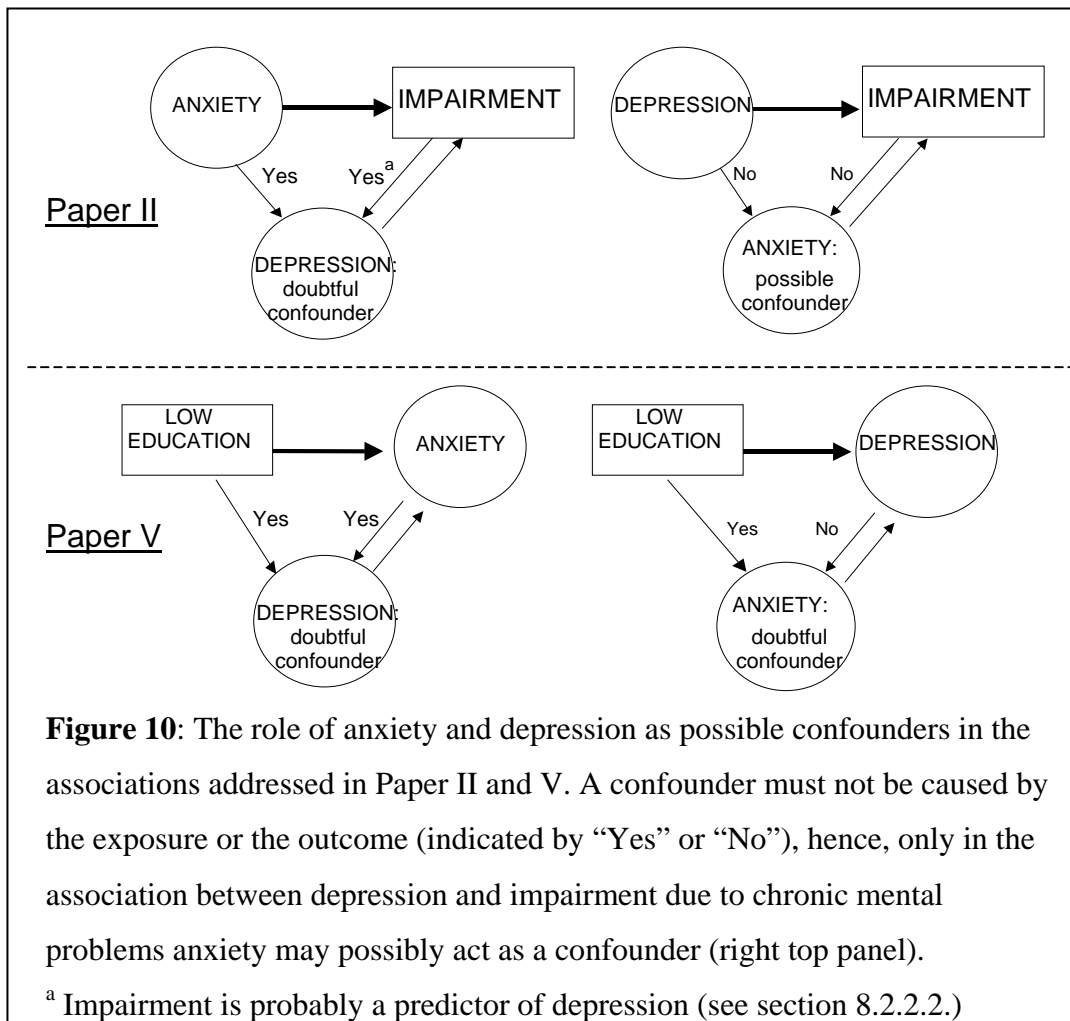 ANXIETY
IMPAIRMENT
Yes
Yesa
DEPRESSION:
doubtful
confounder
DEPRESSION
IMPAIRMENT
No
No
ANXIETY:
possible
confounder
Paper II
LOW
EDUCATION
ANXIETY
Yes
Yes
DEPRESSION:
doubtful
confounder
LOW
EDUCATION
DEPRESSION
Yes
No
ANXIETY:
doubtful
confounder
Paper V
Figure 10: The role of anxiety and depression as possible confounders in the
associations addressed in Paper II and V. A confounder must not be caused by
the exposure or the outcome (indicated by “Yes” or “No”), hence, only in the
association between depression and impairment due to chronic mental
problems anxiety may possibly act as a confounder (right top panel).
a Impairment is probably a predictor of depression (see section 8.2.2.2.)